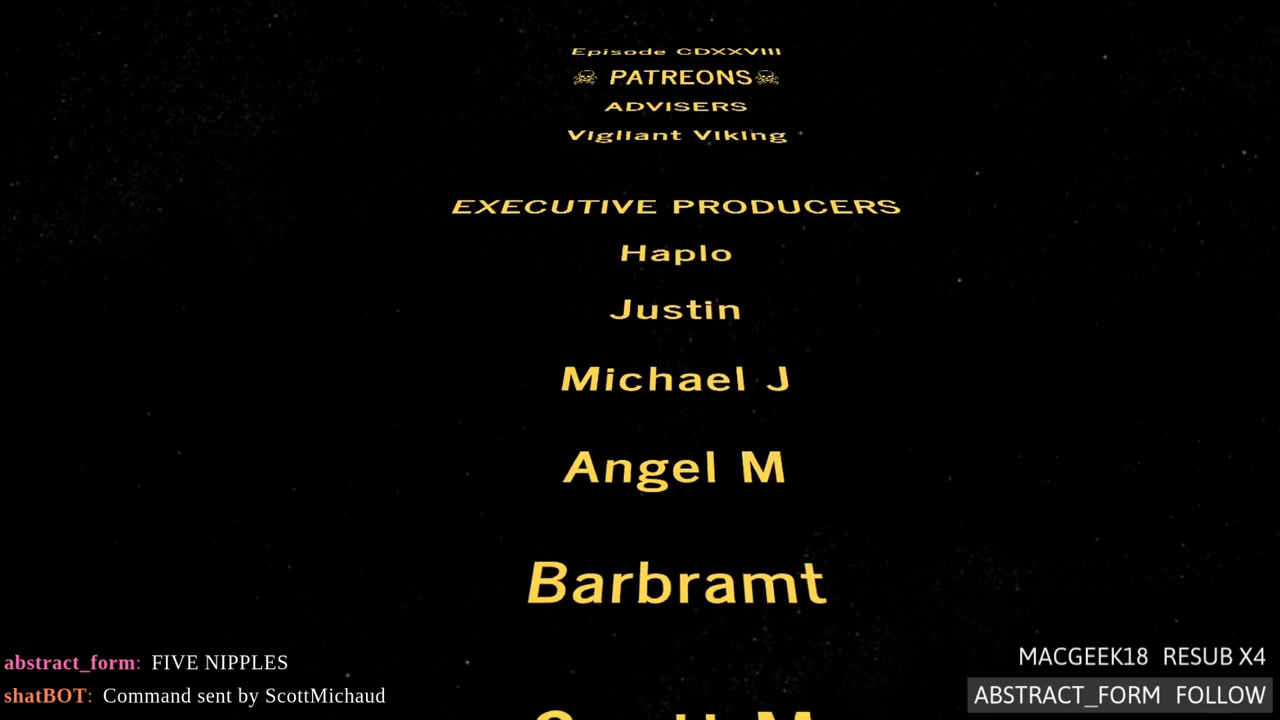 Episode CDXXVIII
☠ PATREONS☠
ADVISERS
Vigilant Viking
EXECUTIVE PRODUCERS
Haplo
Justin
Michael J
Angel M
Barbramt
abstract_form: FIVE NIPPLES
shatBOT: Command sent by ScottMichaud
MACGEEK18 RESUB X4
ABSTRACT_FORM FOLLOW